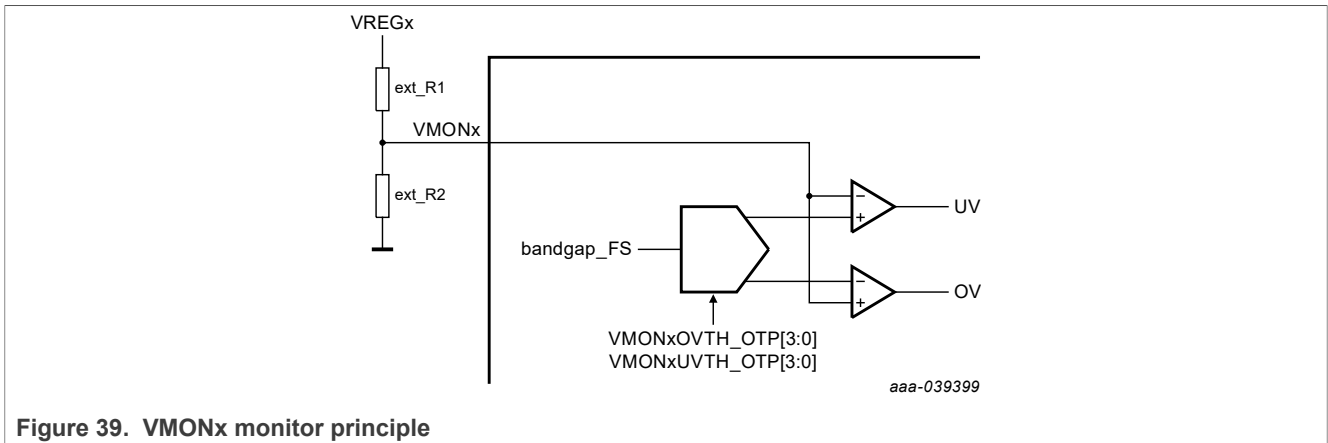 VREGx
ext_R1
VMONx
ext_R2
−
+
UV
bandgap_FS
−
+
OV
VMONxOVTH_OTP[3:0]
VMONxUVTH_OTP[3:0]
aaa-039399
Figure 39. VMONx monitor principle